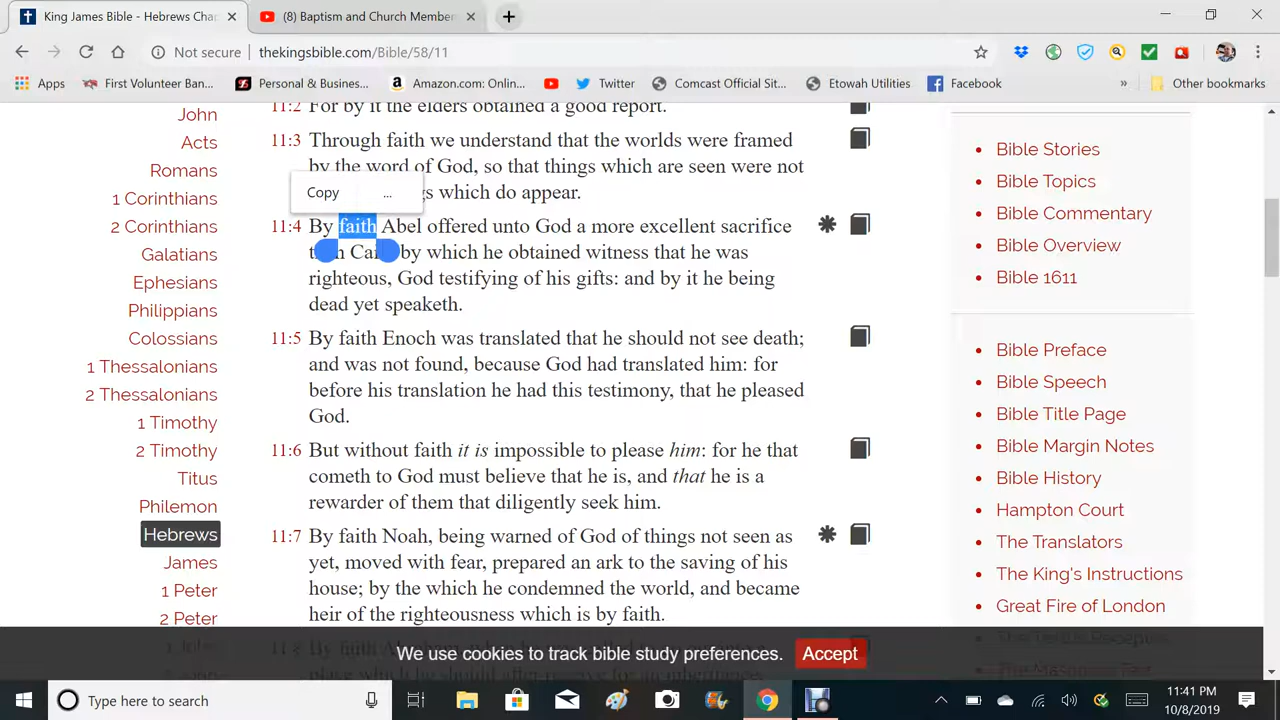 King James Bible - Hebrews Cha
(8) Baptism and Church Member
Not secure
thekingsbible.com/Bible/58/11
Apps
First Volunteer Ban...
Personal & Busines...
Amazon.com: Onlin...
Twitter
Comcast Official Sit...
Etowah Utilities
Facebook
»
Other bookmarks
John
Acts
Romans
1 Corinthians
2 Corinthians
Galatians
Ephesians
Philippians
Colossians
1 Thessalonians
2 Thessalonians
1 Timothy
2 Timothy
Titus
Philemon
Hebrews
James
1 Peter
2 Peter
1 John
11:2 For by it the elders obtained a good report.
11:3 Through faith we understand that the worlds were framed
by the word of God, so that things which are seen were not
which do appear.
Copy ...
11:4 By faith Abel offered unto God a more excellent sacrifice
by which he obtained witness that he was
righteous, God testifying of his gifts: and by it he being
dead yet speaketh.
11:5 By faith Enoch was translated that he should not see death;
and was not found, because God had translated him: for
before his translation he had this testimony, that he pleased
God.
11:6 But without faith it is impossible to please him: for he that
cometh to God must believe that he is, and that he is a
rewarder of them that diligently seek him.
11:7 By faith Noah, being warned of God of things not seen as
yet, moved with fear, prepared an ark to the saving of his
house; by the which he condemned the world, and became
heir of the righteousness which is by faith.
Bible Stories
Bible Topics
Bible Commentary
Bible Overview
Bible 1611
Bible Preface
Bible Speech
Bible Title Page
Bible Margin Notes
Bible History
Hampton Court
The Translators
The King's Instructions
Great Fire of London
The Textus Receptus
The Masoretic Text
We use cookies to track bible study preferences. Accept
Type here to search
11:41 PM
10/8/2019